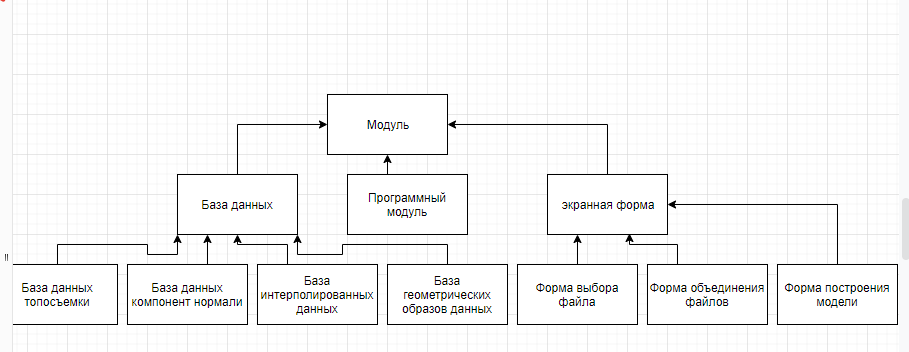 Модуль
База данных
Программный
модуль
экранная форма
База данных
топосъемки
База данных
компонент нормали
База
интерполированных
данных
База
геометрических
образов данных
Форма выбора
файла
Форма объединения
файлов
Форма построения
модели